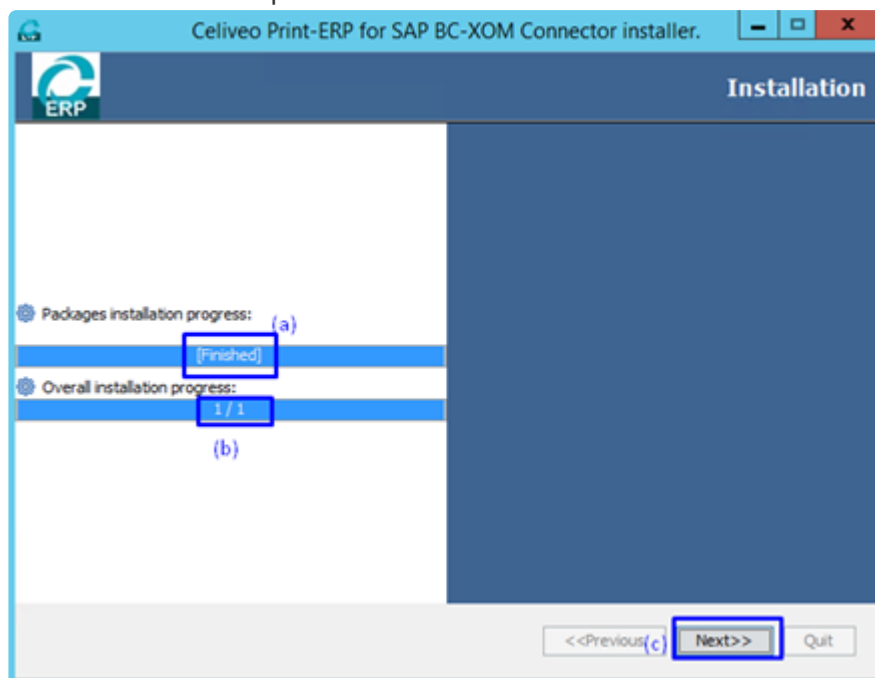 Celiveo Print-ERP for SAP BC-XOM Connector installer.
ERP
Installation
Packages installation progress:
(a)
[Finished]
Overall installation progress:
1 / 1
(b)
<<Previous (c) Next>> Quit